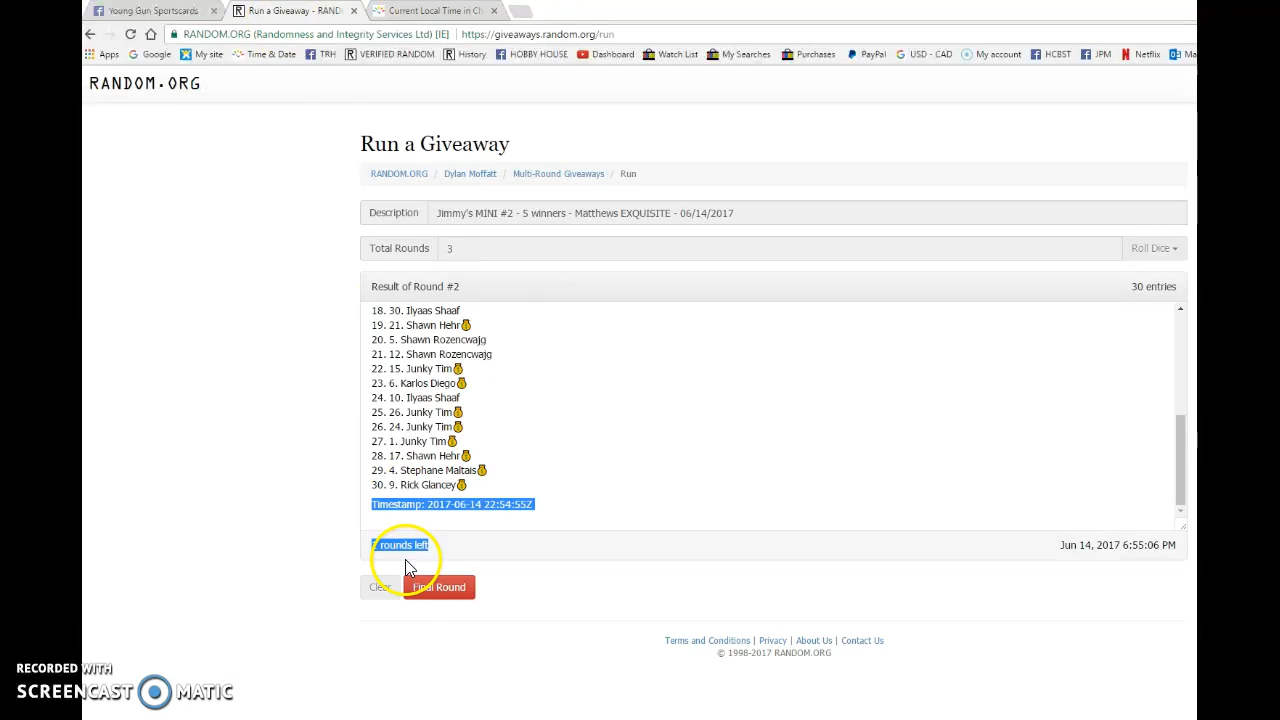 Young Gun Sportscards
Run a Giveaway - RAND
Current Local Time in Ch
RANDOM.ORG (Randomness and Integrity Services Ltd) [IE]
https://giveaways.random.org/run
Apps
Google
My site
Time & Date
TRH
VERIFIED RANDOM
History
HOBBY HOUSE
Dashboard
Watch List
My Searches
Purchases
PayPal
USD - CAD
My account
HCBST
JPM
Netflix
Ma
RANDOM.ORG
Run a Giveaway
RANDOM.ORG / Dylan Moffatt / Multi-Round Giveaways / Run
Description Jimmy's MINI #2 - 5 winners - Matthews EXQUISITE - 06/14/2017
Total Rounds 3 Roll Dice
Result of Round #2 30 entries
18. 30. Ilyaas Shaaf
19. 21. Shawn Hehr
20. 5. Shawn Rozencwajg
21. 12. Shawn Rozencwajg
22. 15. Junky Tim
23. 6. Karlos Diego
24. 10. Ilyaas Shaaf
25. 26. Junky Tim
26. 24. Junky Tim
27. 1. Junky Tim
28. 17. Shawn Hehr
29. 4. Stephane Maltais
30. 9. Rick Glancey
Timestamp: 2017-06-14 22:54:55Z
rounds left Jun 14, 2017 6:55:06 PM
Clear Final Round
Terms and Conditions | Privacy | About Us | Contact Us
© 1998-2017 RANDOM.ORG
RECORDED WITH
SCREENCAST MATIC